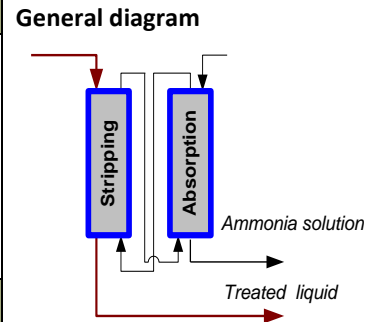 General diagram
Stripping
Absorption
Ammonia solution
Treated liquid